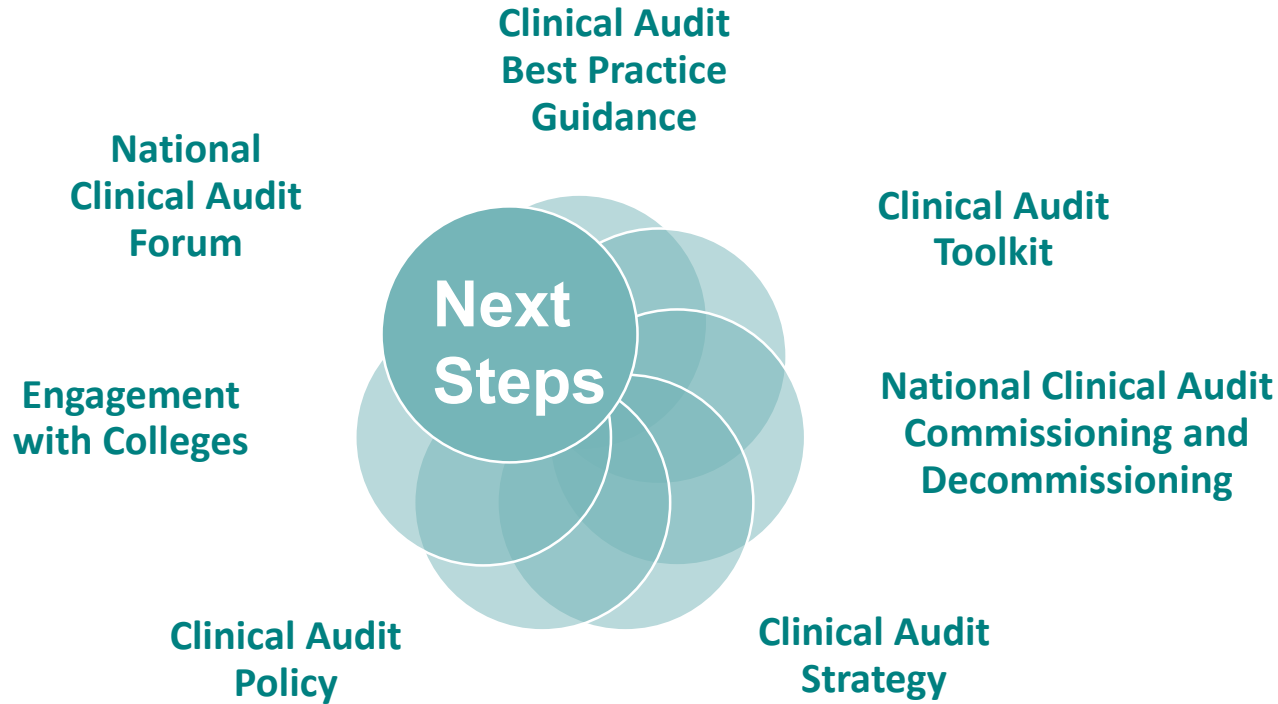 Clinical Audit
Best Practice
Guidance
National
Clinical Audit
Forum
Clinical Audit
Toolkit
Next
Steps
Engagement
with Colleges
National Clinical Audit
Commissioning and
Decommissioning
Clinical Audit
Policy
Clinical Audit
Strategy